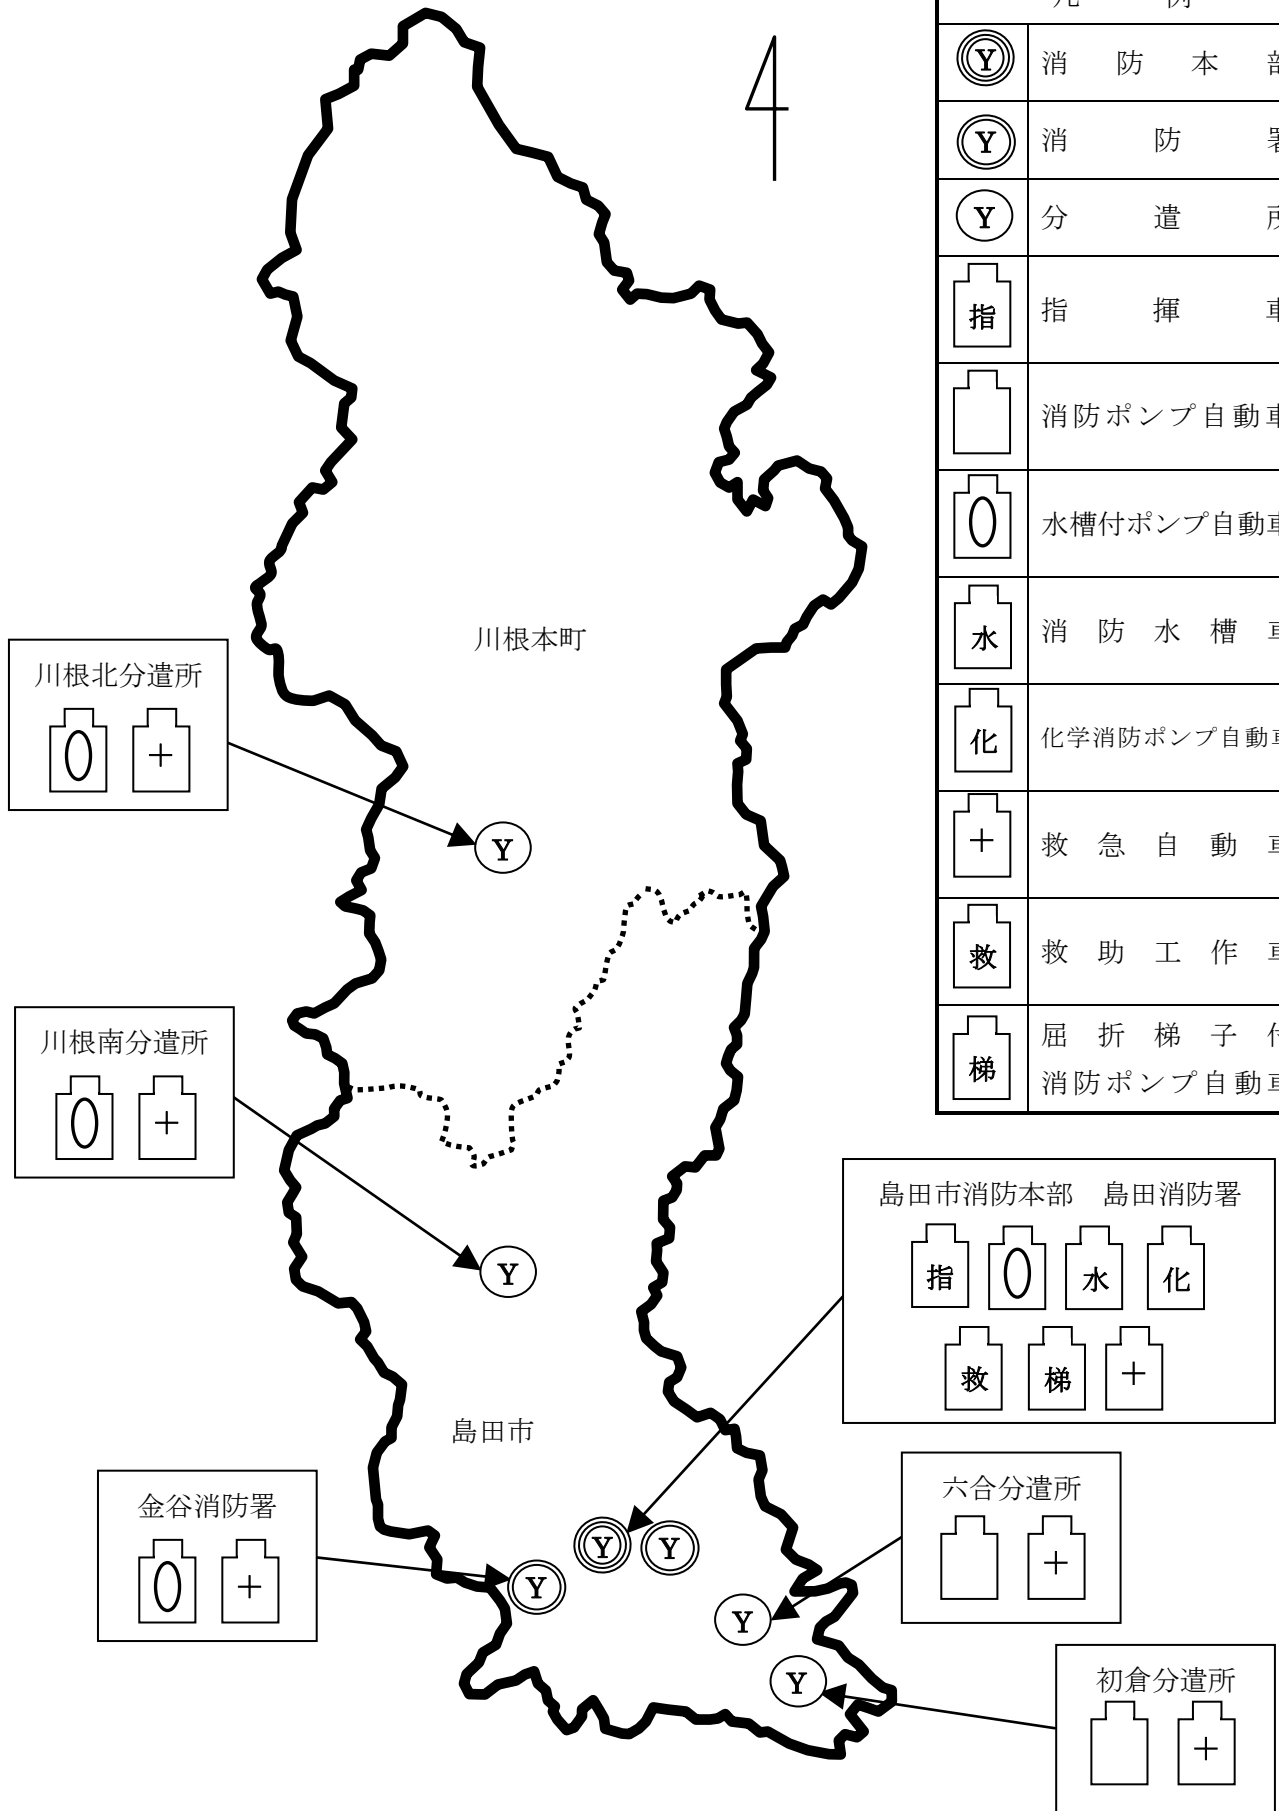 凡例
Y 消防本部
Y 消防署
Y 分遣所
指 指揮車
消防ポンプ自動車
水槽付ポンプ自動車
水 消防水槽車
化 化学消防ポンプ自動車
＋ 救急自動車
救 救助工作車
梯 屈折梯子付
消防ポンプ自動車
川根本町
川根北分遣所
＋
Y
川根南分遣所
＋
Y
島田市消防本部 島田消防署
指 水 化
救 梯 ＋
島田市
金谷消防署
＋
Y
Y
Y
六合分遣所
＋
Y
初倉分遣所
＋
Y